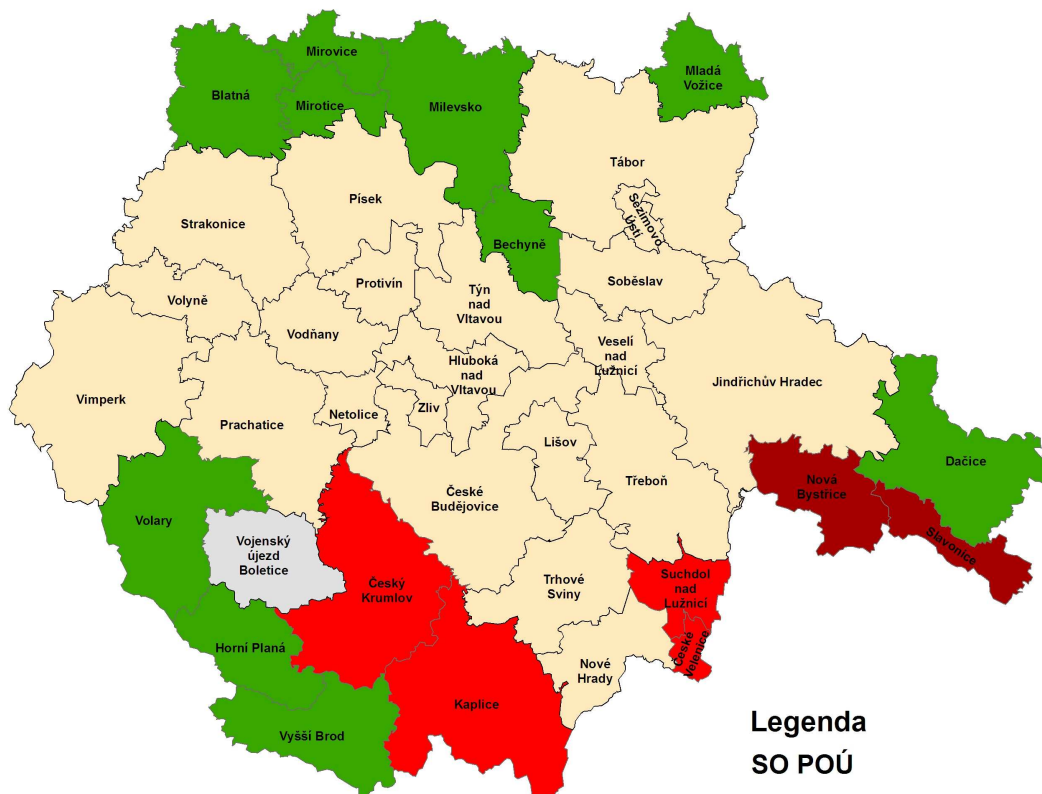 Mirovice
Mladá
Vožice
Blatná
Mirotice
Milevsko
Tábor
Písek
Sezimovo
Ústí
Strakonice
Bechyně
Soběslav
Protivín
Týn
nad
Vltavou
Volyně
Vodňany
Veselí
nad
Lužnicí
Hluboká
nad
Vltavou
Jindřichův Hradec
Vimperk
Prachatice
Netolice
Zliv
Lišov
Dačice
České
Budějovice
Třeboň
Nová
Bystřice
Volary
Slavonice
Vojenský
újezd
Boletice
Český
Krumlov
Trhové
Sviny
Suchdol
nad
Lužnicí
Horní Planá
České
Velenice
Nové
Hrady
Kaplice
Vyšší Brod
Legenda
SO POÚ